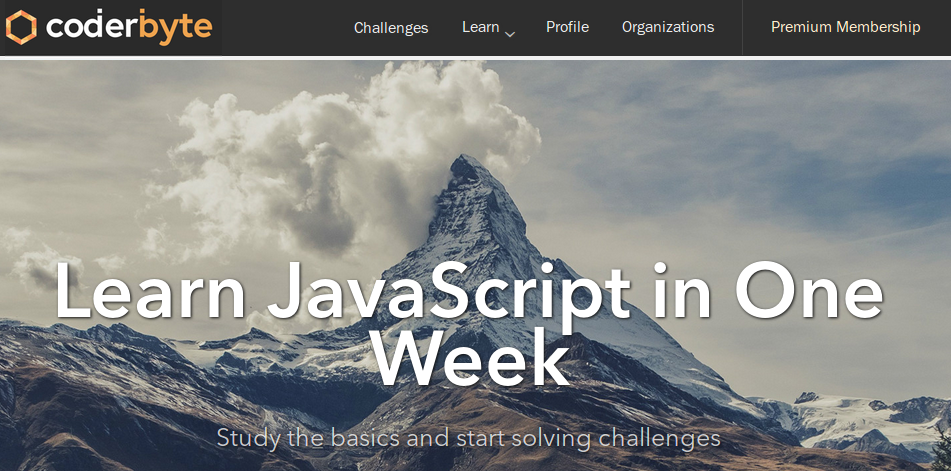 coderbyte
Challenges Learn Profile Organizations Premium Membership
Learn JavaScript in One
Week
Study the basics and start solving challenges